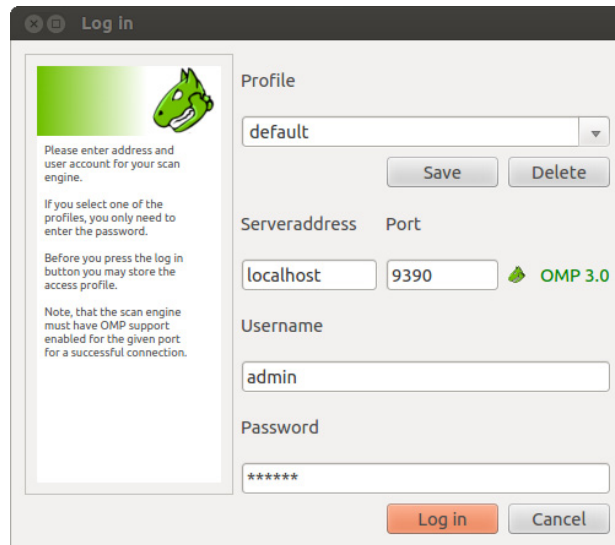 Log in
Please enter address and
user account for your scan
engine.
If you select one of the
profiles, you only need to
enter the password.
Before you press the log in
button you may store the
access profile.
Note, that the scan engine
must have OMP support
enabled for the given port
for a successful connection.
Profile
default
Save Delete
Serveraddress Port
localhost 9390 OMP 3.0
Username
admin
Password
******
Log in Cancel